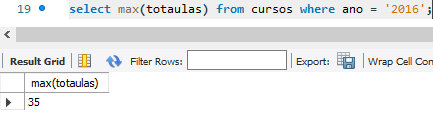 19 select max(totaulas) from cursos where ano = '2016';
Result Grid Filter Rows: Export: Wrap Cell Con
max(totaulas)
35